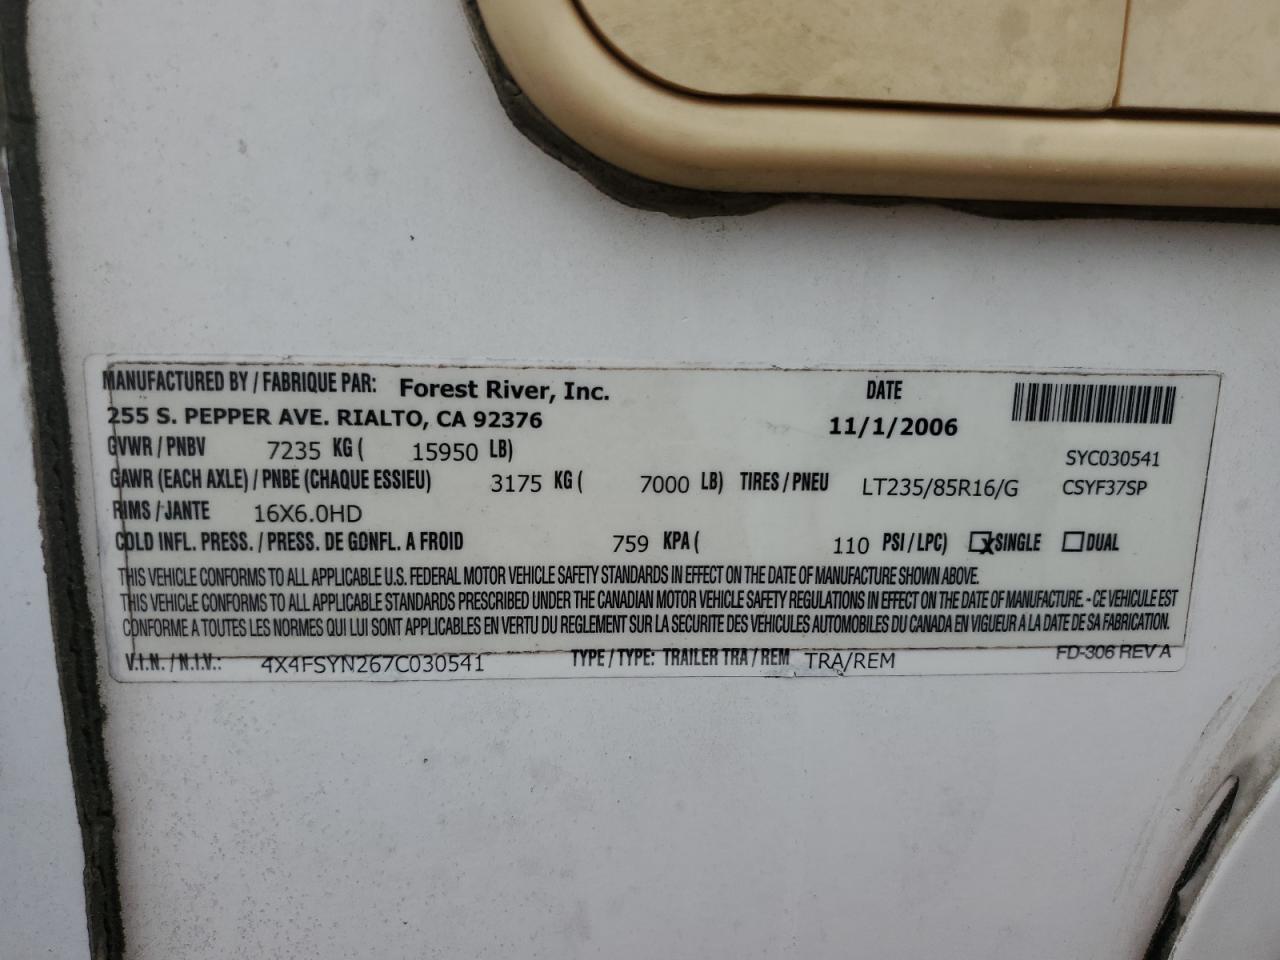 MANUFACTURED BY / FABRIQUE PAR: Forest River, Inc. DATE
255 S. PEPPER AVE. RIALTO, CA 92376 11/1/2006
GVWR / PNBV 7235 KG ( 15950 LB) SYC030541
GAWR (EACH AXLE) / PNBE (CHAQUE ESSIEU) 3175 KG ( 7000 LB) TIRES / PNEU LT235/85R16/G CSYF37SP
RIMS / JANTE 16X6.0HD
COLD INFL. PRESS. / PRESS. DE GONFL. A FROID 759 KPA ( 110 PSI / LPC) X SINGLE DUAL
THIS VEHICLE CONFORMS TO ALL APPLICABLE U.S. FEDERAL MOTOR VEHICLE SAFETY STANDARDS IN EFFECT ON THE DATE OF MANUFACTURE SHOWN ABOVE.
THIS VEHICLE CONFORMS TO ALL APPLICABLE STANDARDS PRESCRIBED UNDER THE CANADIAN MOTOR VEHICLE SAFETY REGULATIONS IN EFFECT ON THE DATE OF MANUFACTURE. - CE VEHICULE EST
CONFORME A TOUTES LES NORMES QUI LUI SONT APPLICABLES EN VERTU DU REGLEMENT SUR LA SECURITE DES VEHICULES AUTOMOBILES DU CANADA EN VIGUEUR A LA DATE DE SA FABRICATION.
V.I.N. / N.I.V.: 4X4FSYN267C030541 TYPE / TYPE: TRAILER TRA / REM TRA/REM FD-306 REV A